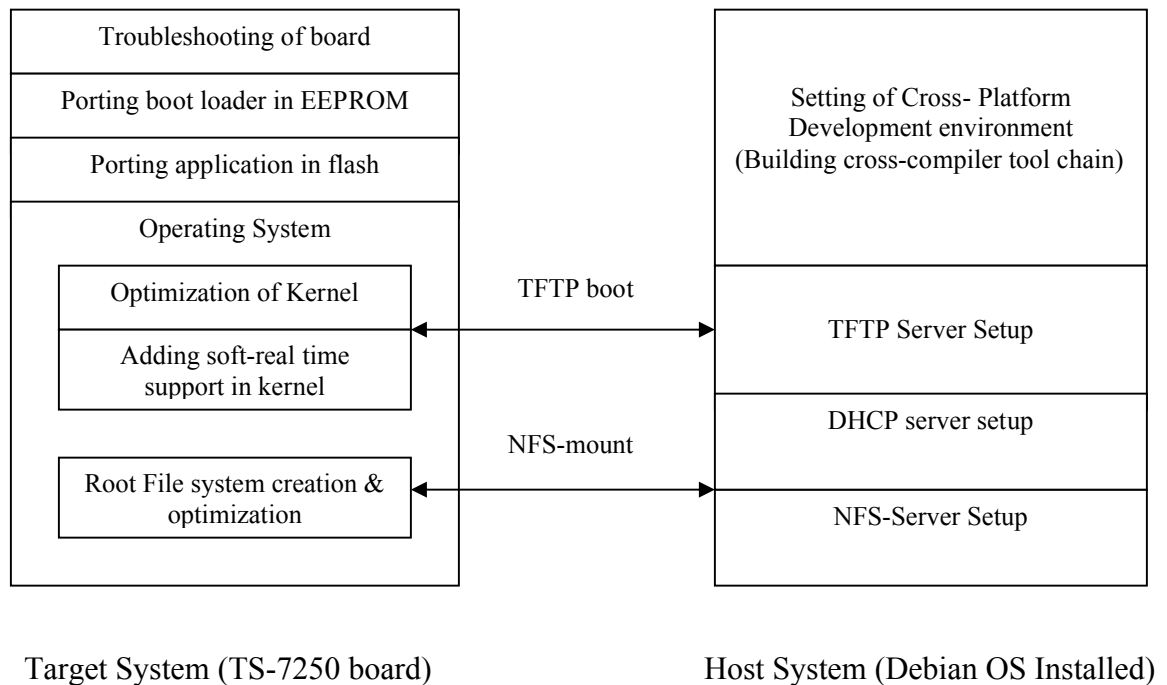 Troubleshooting of board
Porting boot loader in EEPROM
Porting application in flash
Operating System
Optimization of Kernel
Adding soft-real time
support in kernel
Root File system creation &
optimization
TFTP boot
NFS-mount
Setting of Cross- Platform
Development environment
(Building cross-compiler tool chain)
TFTP Server Setup
DHCP server setup
NFS-Server Setup
Target System (TS-7250 board)
Host System (Debian OS Installed)